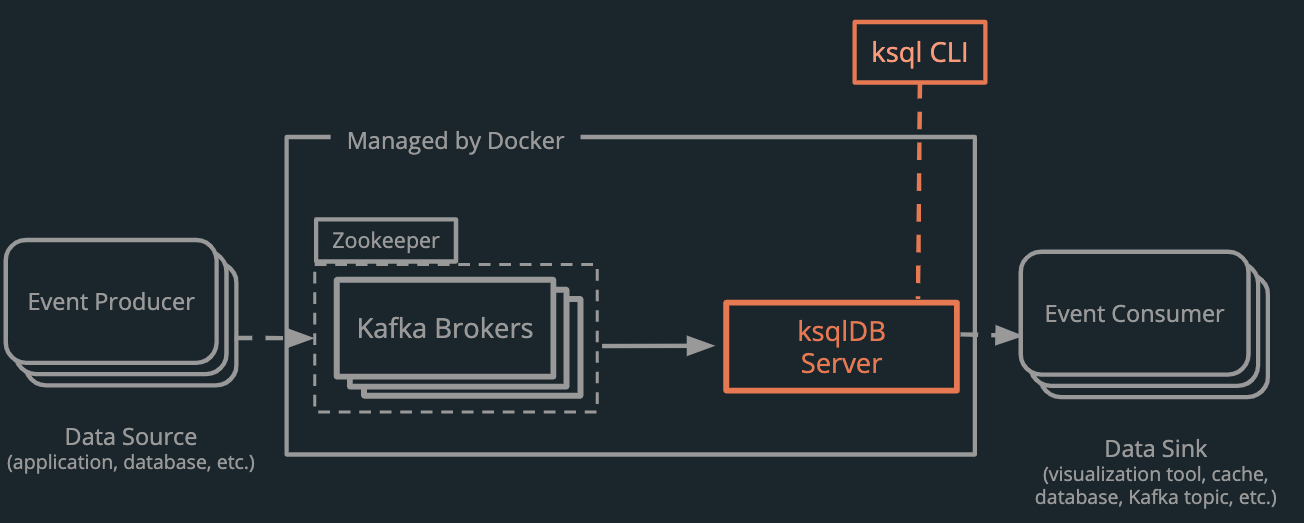 ksql CLI
Managed by Docker
Zookeeper
Event Producer
Kafka Brokers
ksqlDB
Server
Event Consumer
Data Source
(application, database, etc.)
Data Sink
(visualization tool, cache,
database, Kafka topic, etc.)